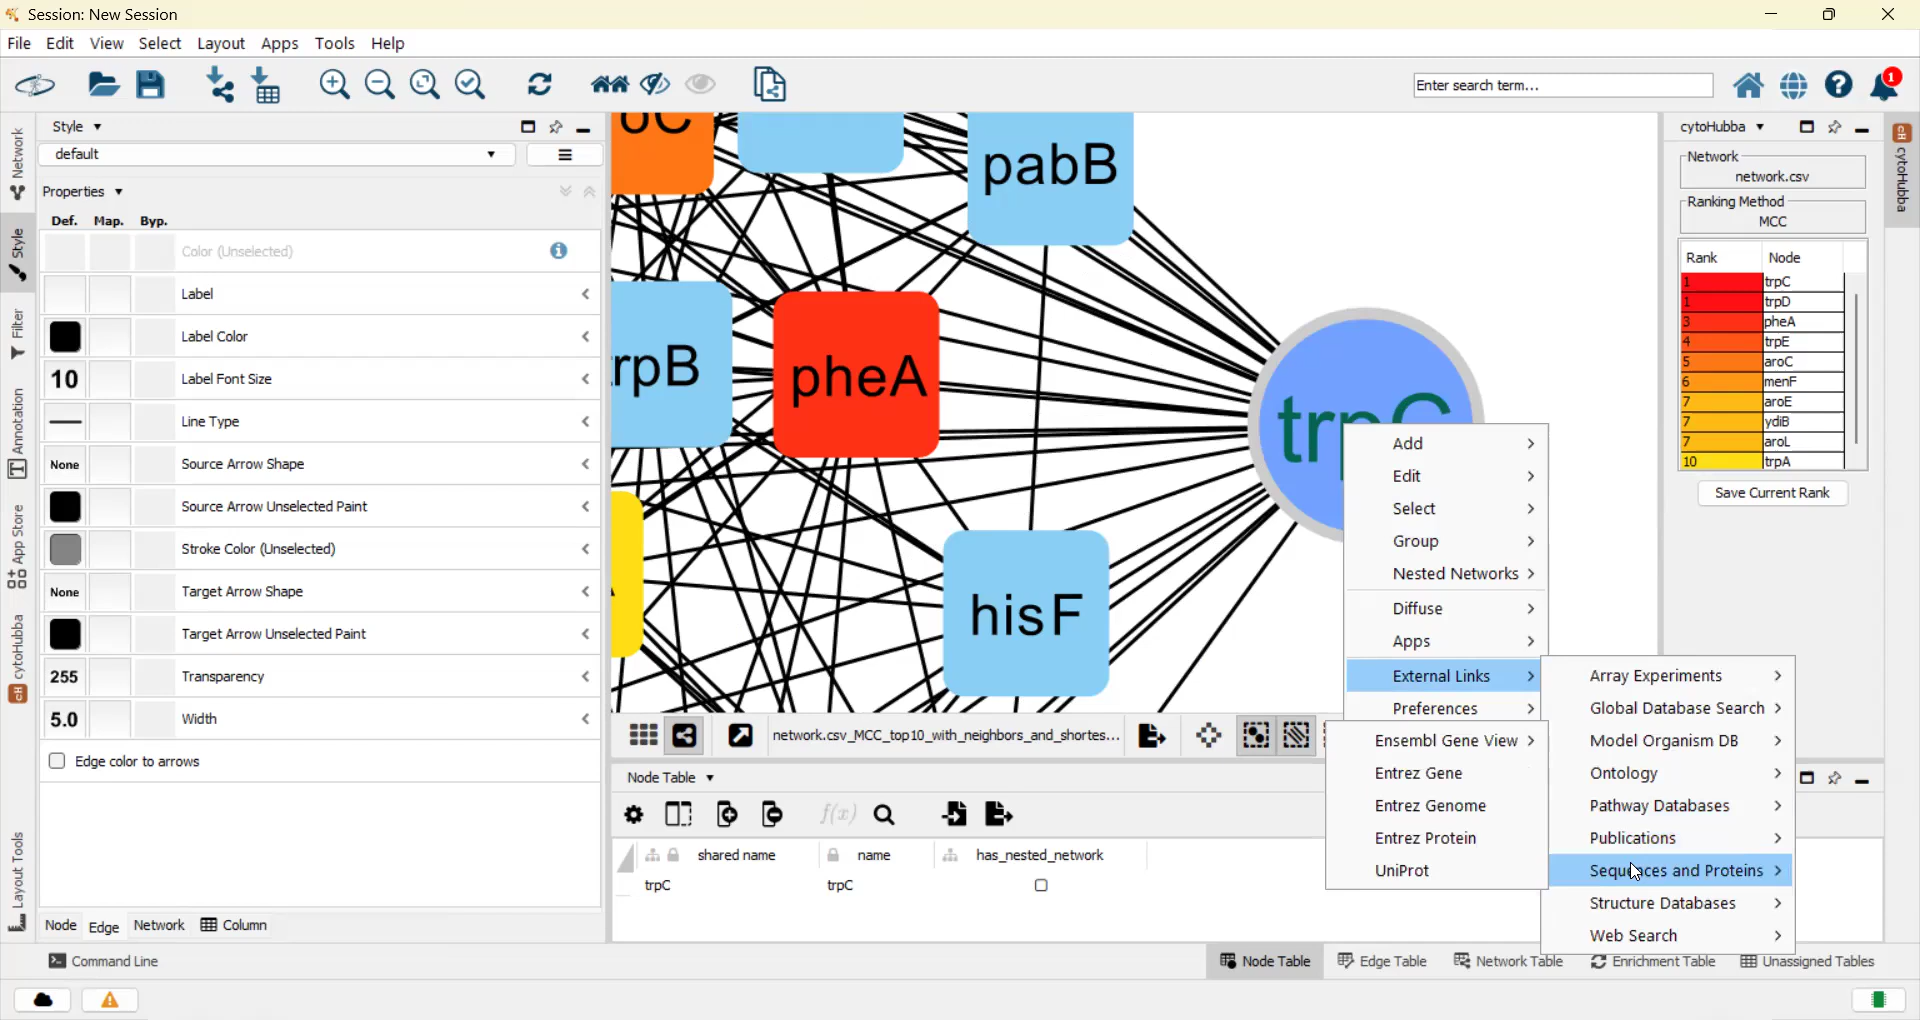 Session: New Session
File Edit View Select Layout Apps Tools Help
Enter search term...
1
Network
Style
Filter
Annotation
App Store
cytoHubba
Layout Tools
Style
default
Properties
Def. Map. Byp.
Color (Unselected)
Label
Label Color
10 Label Font Size
Line Type
None Source Arrow Shape
Source Arrow Unselected Paint
Stroke Color (Unselected)
None Target Arrow Shape
Target Arrow Unselected Paint
255 Transparency
5.0 Width
Edge color to arrows
Node Edge Network Column
pabB
pheA
hisF
network.csv_MCC_top10_with_neighbors_and_shortes...
Add
Edit
Select
Group
Nested Networks
Diffuse
Apps
External Links
Preferences
Array Experiments
Global Database Search
Model Organism DB
Ontology
Pathway Databases
Publications
Sequences and Proteins
Structure Databases
Web Search
Ensembl Gene View
Entrez Gene
Entrez Genome
Entrez Protein
UniProt
Node Table
f(x)
shared name name has_nested_network
trpC trpC
cytoHubba
Network
network.csv
Ranking Method
MCC
Rank Node
1 trpC
1 trpD
3 pheA
4 trpE
5 aroC
6 menF
7 aroE
7 ydiB
7 aroL
10 trpA
Save Current Rank
cytoHubba
Command Line
Node Table Edge Table Network Table Enrichment Table Unassigned Tables